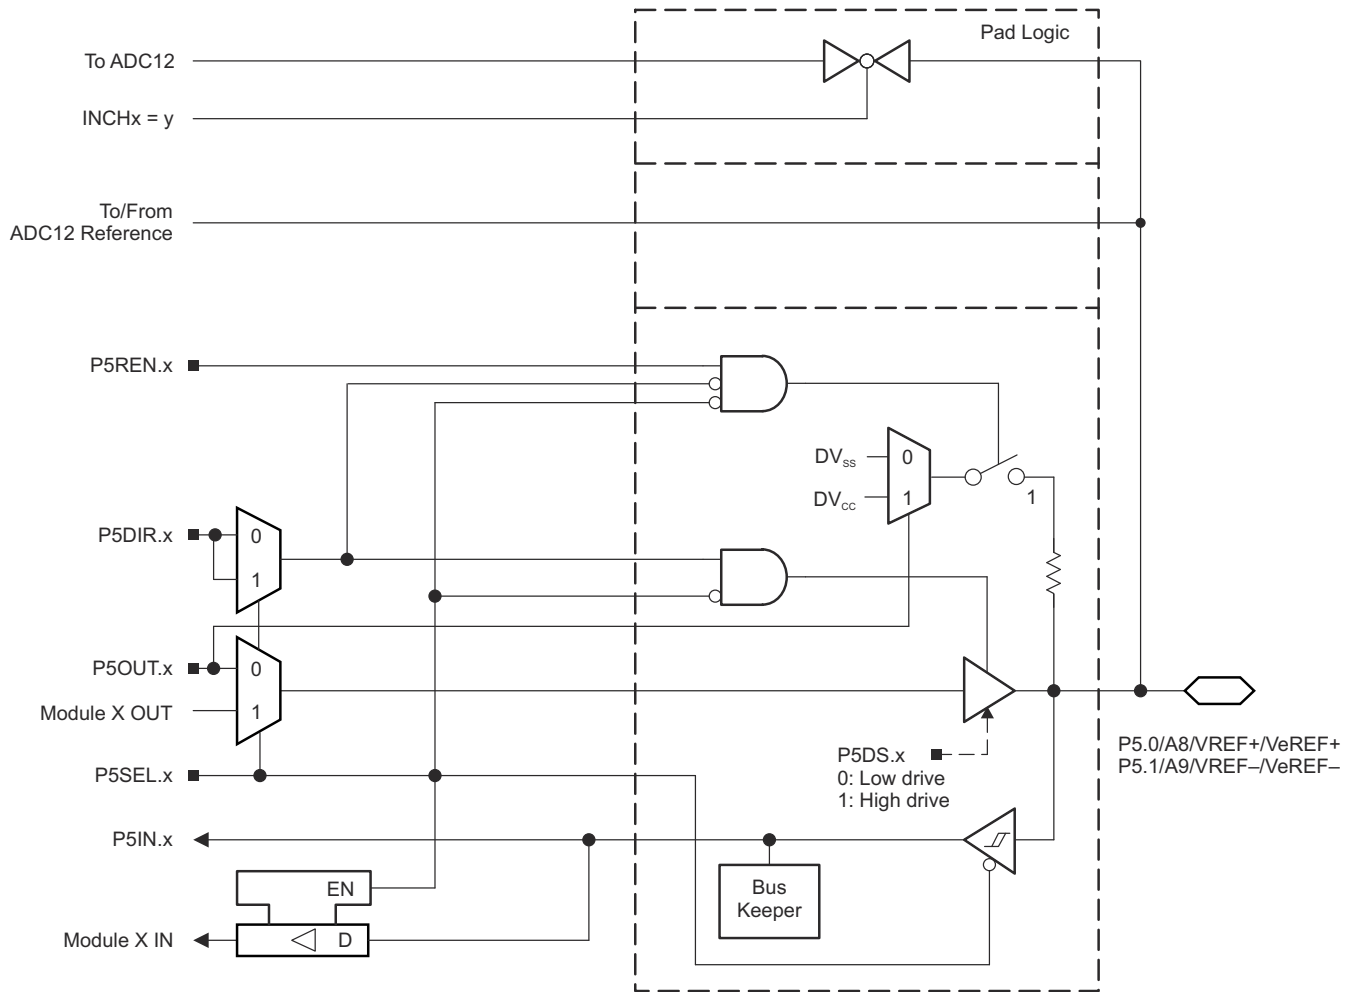 Pad Logic
To ADC12
INCHx = y
To/From
ADC12 Reference
P5REN.x
DVSS
0
DVCC
1
1
P5DIR.x
0
1
P5OUT.x
0
Module X OUT
1
P5DS.x
0: Low drive
1: High drive
P5.0/A8/VREF+/VeREF+
P5.1/A9/VREF–/VeREF–
P5SEL.x
P5IN.x
Bus
Keeper
EN
Module X IN
D